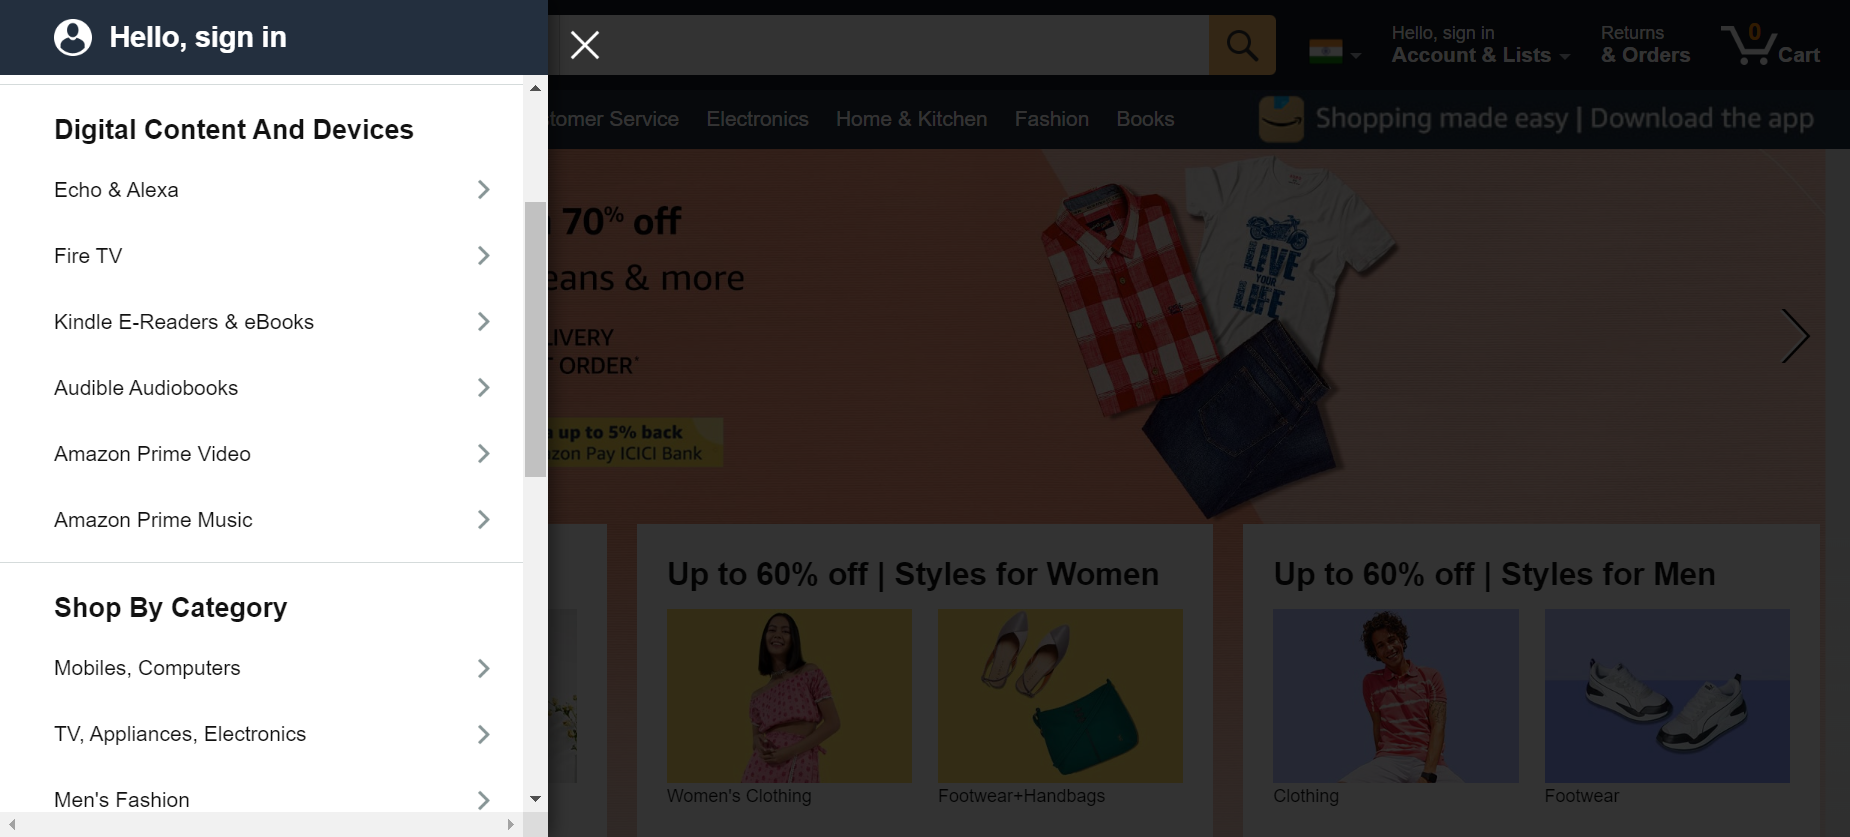 Hello, sign in
Digital Content And Devices
Echo & Alexa
Fire TV
Kindle E-Readers & eBooks
Audible Audiobooks
Amazon Prime Video
Amazon Prime Music
Shop By Category
Mobiles, Computers
TV, Appliances, Electronics
Men's Fashion
Hello, sign in
Account & Lists
Returns
& Orders
0
Cart
Service
Electronics
Home & Kitchen
Fashion
Books
Shopping made easy | Download the app
70% off
& more
ORDER*
up to 5% back
Pay ICICI Bank
LIVE
YOUR
LIFE
Up to 60% off | Styles for Women
Women's Clothing
Footwear+Handbags
Up to 60% off | Styles for Men
Clothing
Footwear